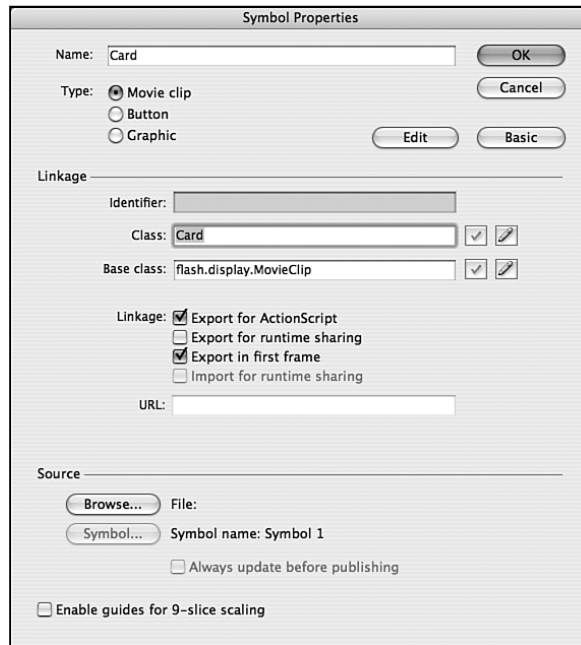 Symbol Properties
Name: Card
OK
Type: Movie clip
Cancel
Button
Graphic
Edit
Basic
Linkage
Identifier:
Class: Card
Base class: flash.display.MovieClip
Linkage: Export for ActionScript
Export for runtime sharing
Export in first frame
Import for runtime sharing
URL:
Source
Browse... File:
Symbol... Symbol name: Symbol 1
Always update before publishing
Enable guides for 9-slice scaling